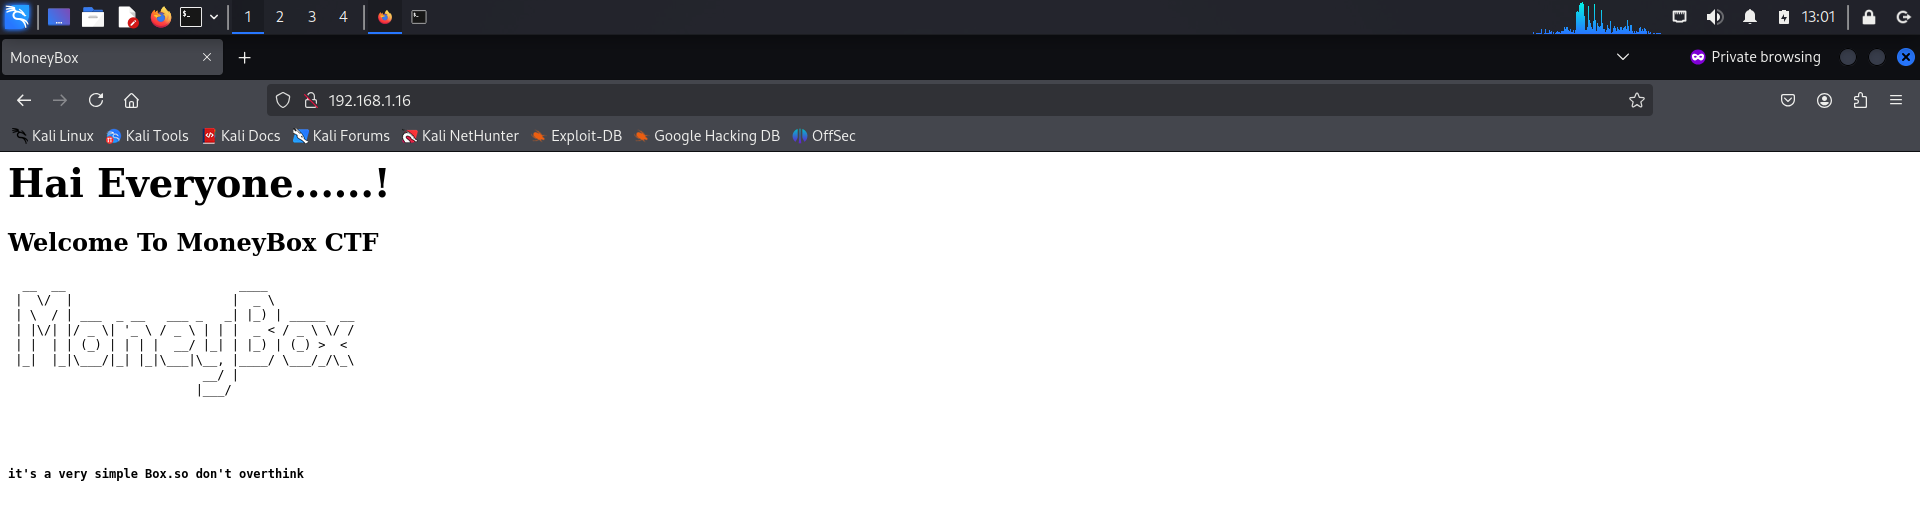 1 2 3 4 13:01
MoneyBox Private browsing
192.168.1.16
Kali Linux Kali Tools Kali Docs Kali Forums Kali NetHunter Exploit-DB Google Hacking DB OffSec
Hai Everyone......!
Welcome To MoneyBox CTF
MoneyBox
it's a very simple Box.so don't overthink